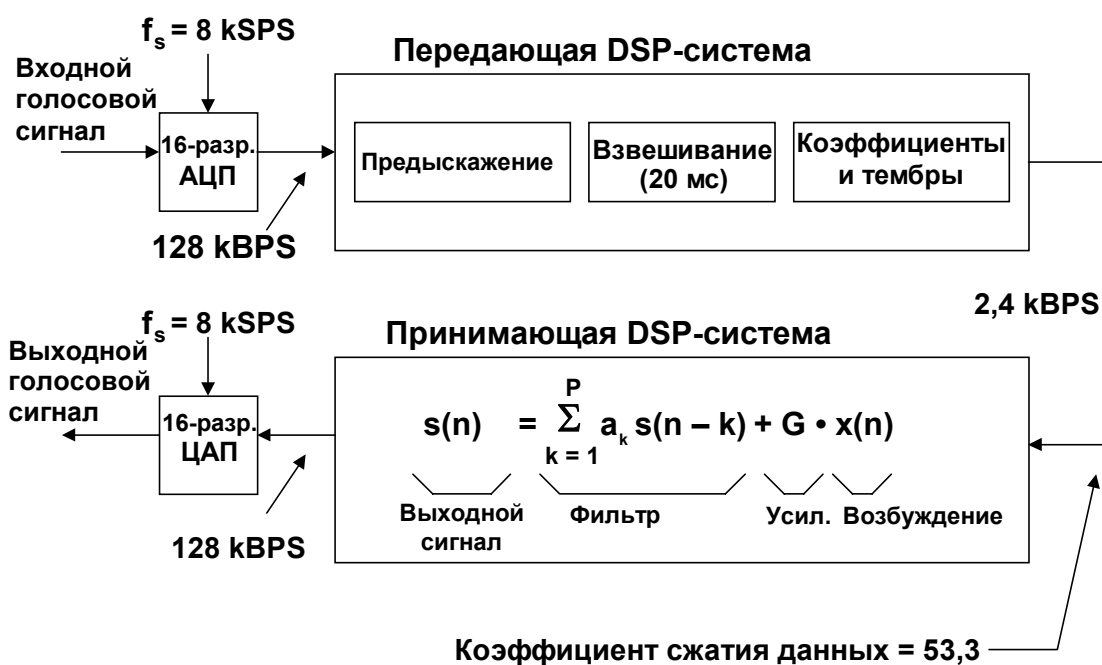 f_s = 8 kSPS
Передающая DSP-система
Входной
голосовой
сигнал
16-разр.
АЦП
Предыскажение
Взвешивание
(20 мс)
Коэффициенты
и тембры
128 kBPS
2,4 kBPS
f_s = 8 kSPS
Принимающая DSP-система
Выходной
голосовой
сигнал
16-разр.
ЦАП
P
s(n) = Σ a_k s(n – k) + G • x(n)
k = 1
Выходной
сигнал
Фильтр
Усил.
Возбуждение
128 kBPS
Коэффициент сжатия данных = 53,3